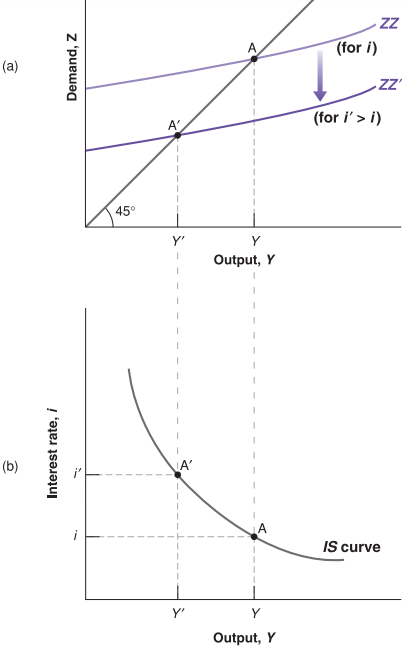 (a)
Demand, Z
ZZ
A
(for i)
ZZ′
A′
(for i′ > i)
45°
Y′
Y
Output, Y
(b)
Interest rate, i
i′
A′
i
A
IS curve
Y′
Y
Output, Y